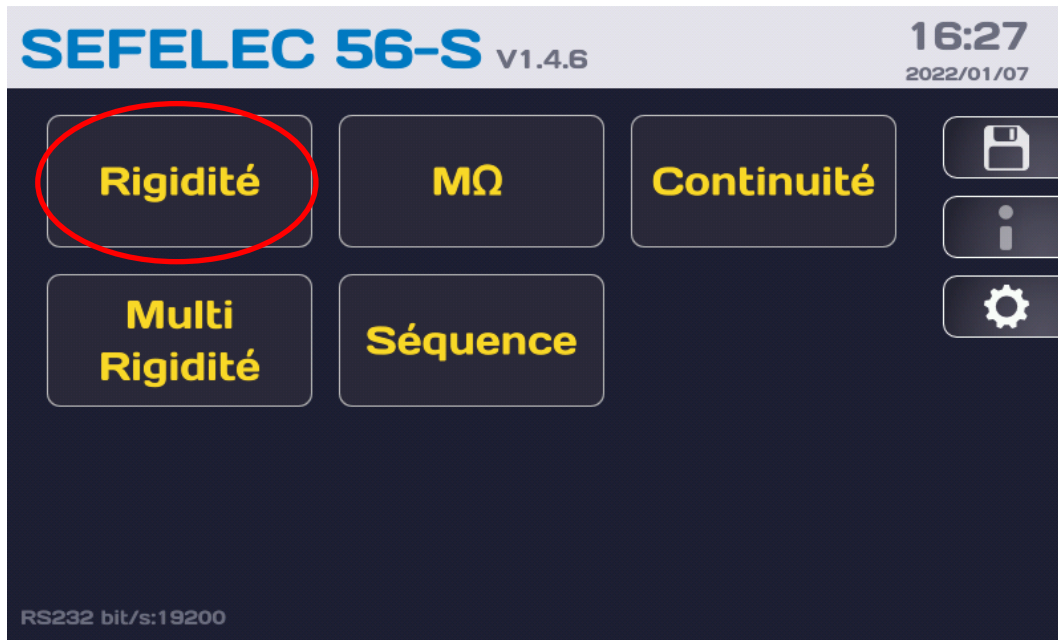 SEFELEC 56-S V1.4.6
16:27
2022/01/07
Rigidité
MΩ
Continuité
Multi
Rigidité
Séquence
RS232 bit/s:19200